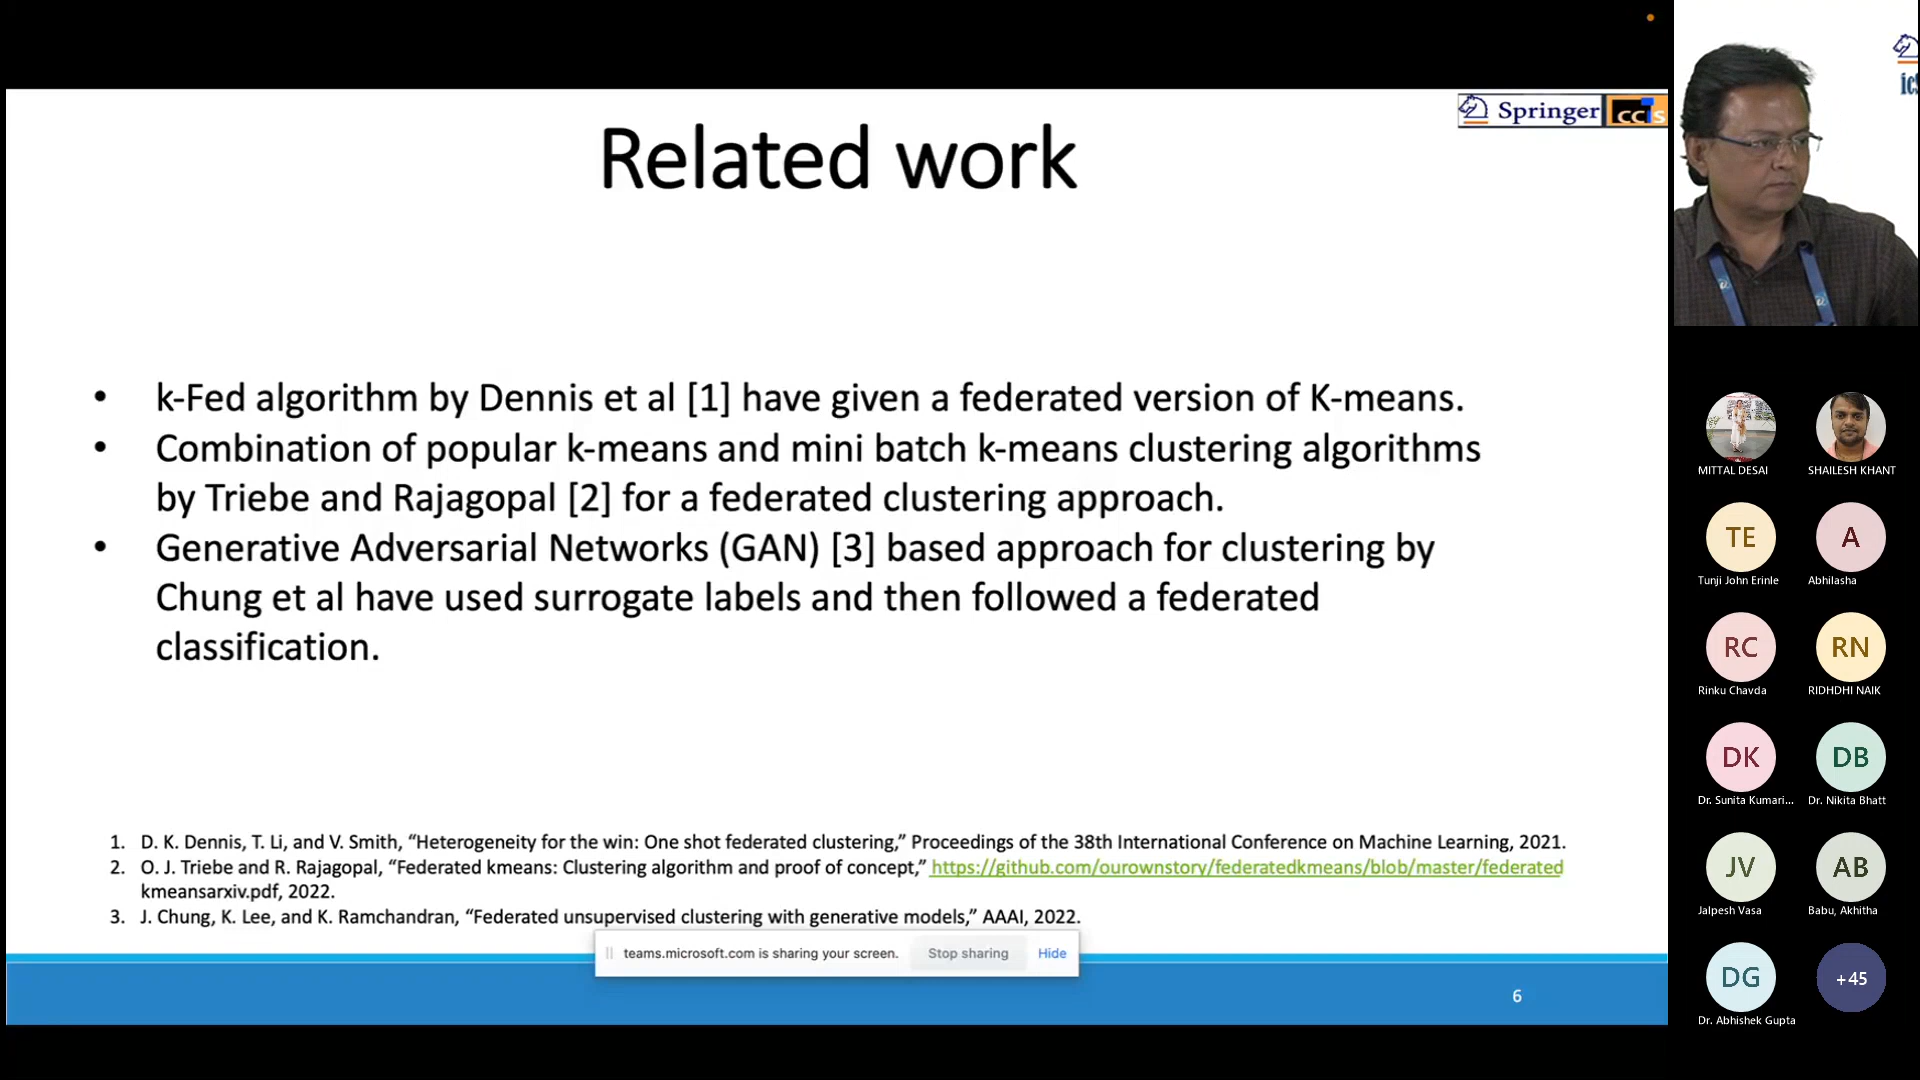 Related work
Springer
CCIS
• k-Fed algorithm by Dennis et al [1] have given a federated version of K-means.
• Combination of popular k-means and mini batch k-means clustering algorithms
by Triebe and Rajagopal [2] for a federated clustering approach.
• Generative Adversarial Networks (GAN) [3] based approach for clustering by
Chung et al have used surrogate labels and then followed a federated
classification.
1. D. K. Dennis, T. Li, and V. Smith, “Heterogeneity for the win: One shot federated clustering,” Proceedings of the 38th International Conference on Machine Learning, 2021.
2. O. J. Triebe and R. Rajagopal, “Federated kmeans: Clustering algorithm and proof of concept,” https://github.com/ourownstory/federatedkmeans/blob/master/federated
kmeansarxiv.pdf, 2022.
3. J. Chung, K. Lee, and K. Ramchandran, “Federated unsupervised clustering with generative models,” AAAI, 2022.
teams.microsoft.com is sharing your screen. Stop sharing Hide
6
MITTAL DESAI
SHAILESH KHANT
TE
Tunji John Erinle
A
Abhilasha
RC
Rinku Chavda
RN
RIDHDHI NAIK
DK
Dr. Sunita Kumari...
DB
Dr. Nikita Bhatt
JV
Jalpesh Vasa
AB
Babu, Akhitha
DG
Dr. Abhishek Gupta
+45